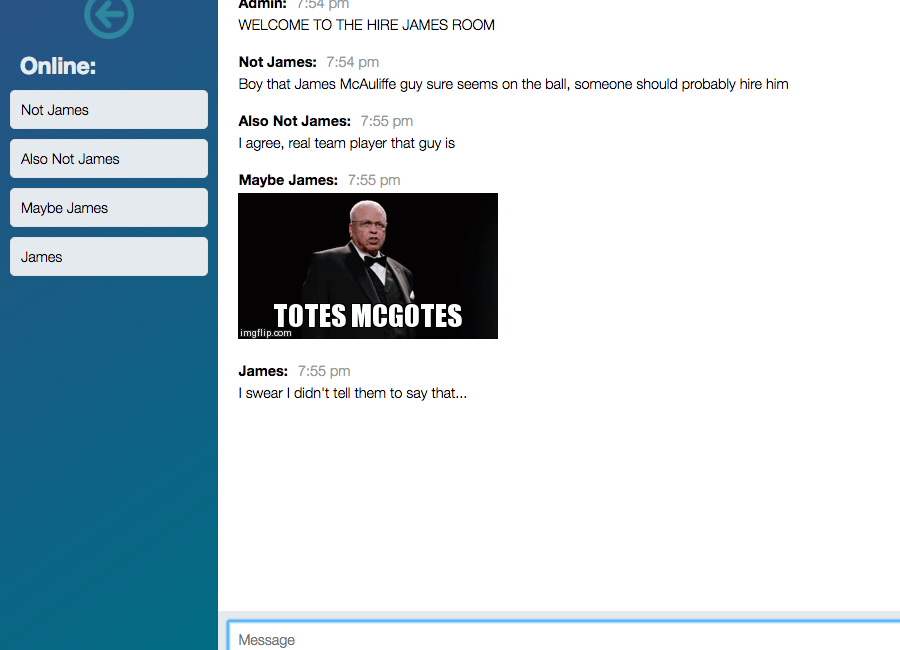 Online:
Not James
Also Not James
Maybe James
James
Admin: 7:54 pm
WELCOME TO THE HIRE JAMES ROOM
Not James: 7:54 pm
Boy that James McAuliffe guy sure seems on the ball, someone should probably hire him
Also Not James: 7:55 pm
I agree, real team player that guy is
Maybe James: 7:55 pm
TOTES MCGOTES
imgflip.com
James: 7:55 pm
I swear I didn't tell them to say that...
Message